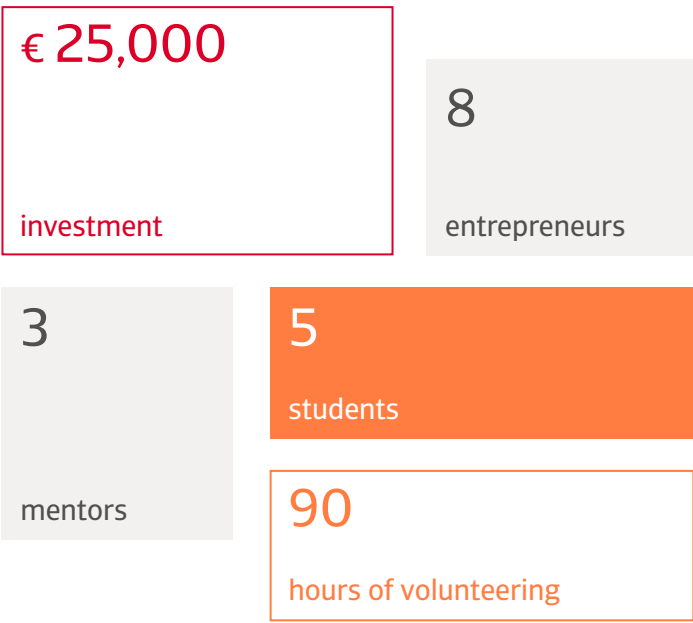 € 25,000
investment
8
entrepreneurs
3
mentors
5
students
90
hours of volunteering